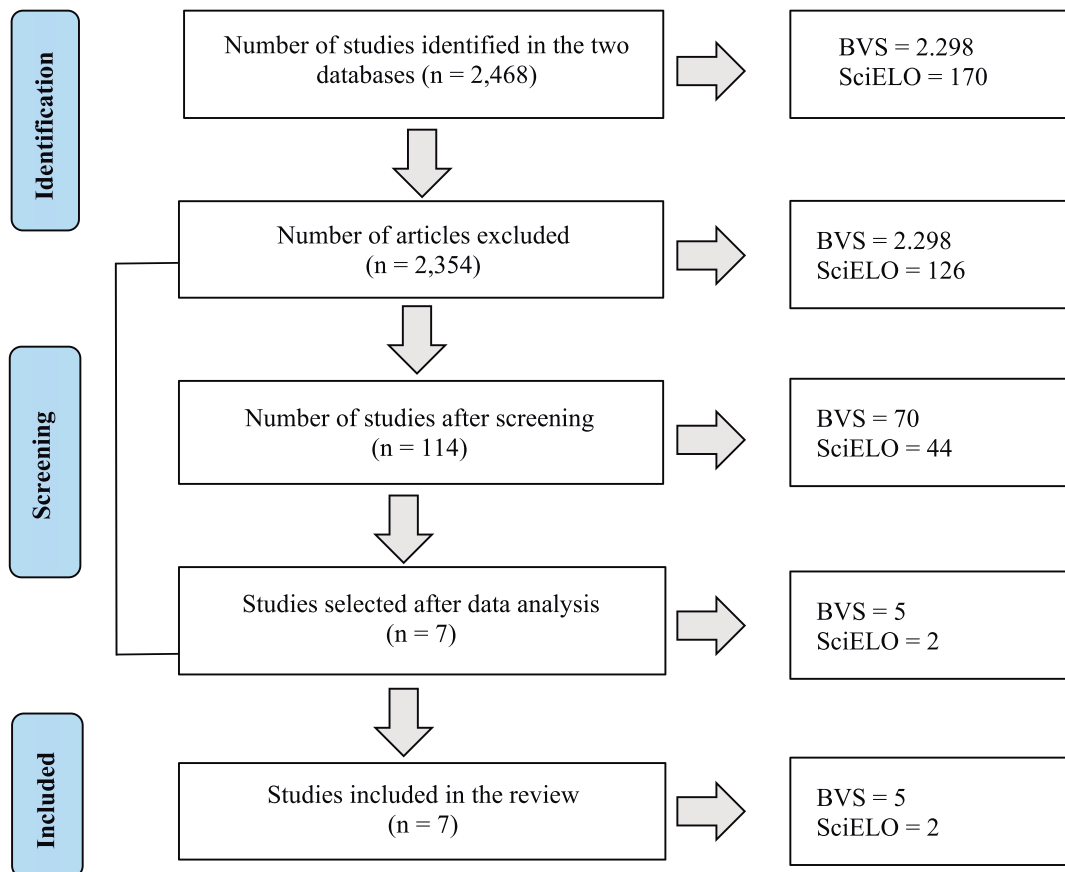 Identification
Number of studies identified in the two
databases (n = 2,468)
BVS = 2.298
SciELO = 170
Number of articles excluded
(n = 2,354)
BVS = 2.298
SciELO = 126
Screening
Number of studies after screening
(n = 114)
BVS = 70
SciELO = 44
Studies selected after data analysis
(n = 7)
BVS = 5
SciELO = 2
Included
Studies included in the review
(n = 7)
BVS = 5
SciELO = 2